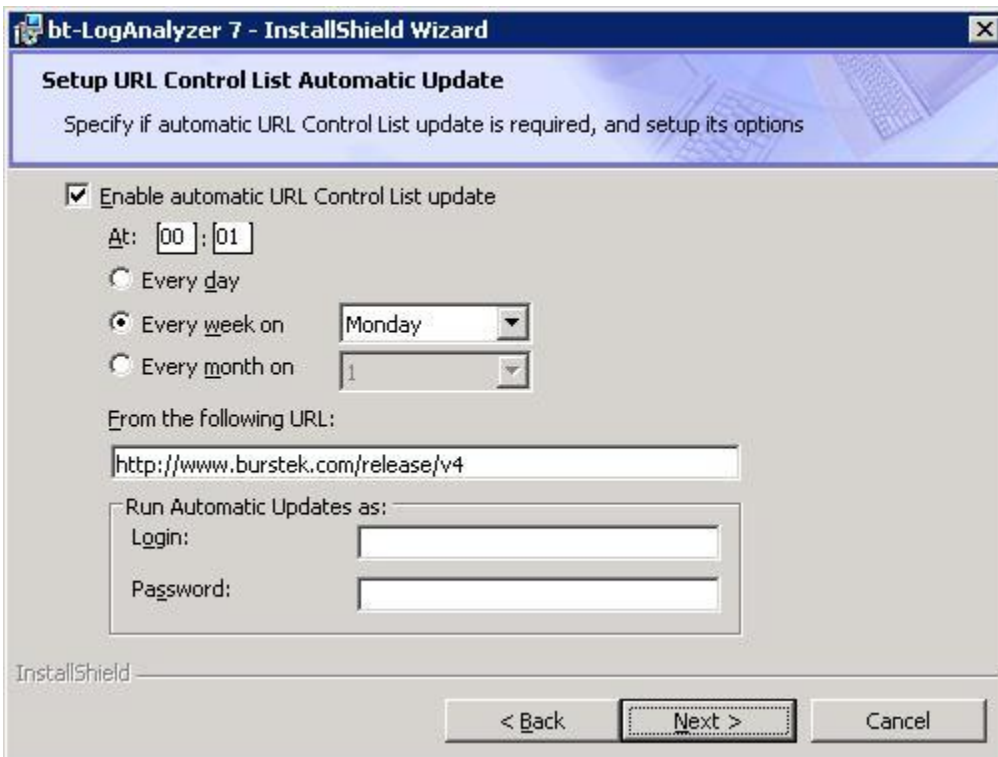 bt-LogAnalyzer 7 - InstallShield Wizard
Setup URL Control List Automatic Update
Specify if automatic URL Control List update is required, and setup its options
Enable automatic URL Control List update
At: 00 : 01
Every day
Every week on Monday
Every month on 1
From the following URL:
http://www.burstek.com/release/v4
Run Automatic Updates as:
Login:
Password:
InstallShield
< Back Next > Cancel